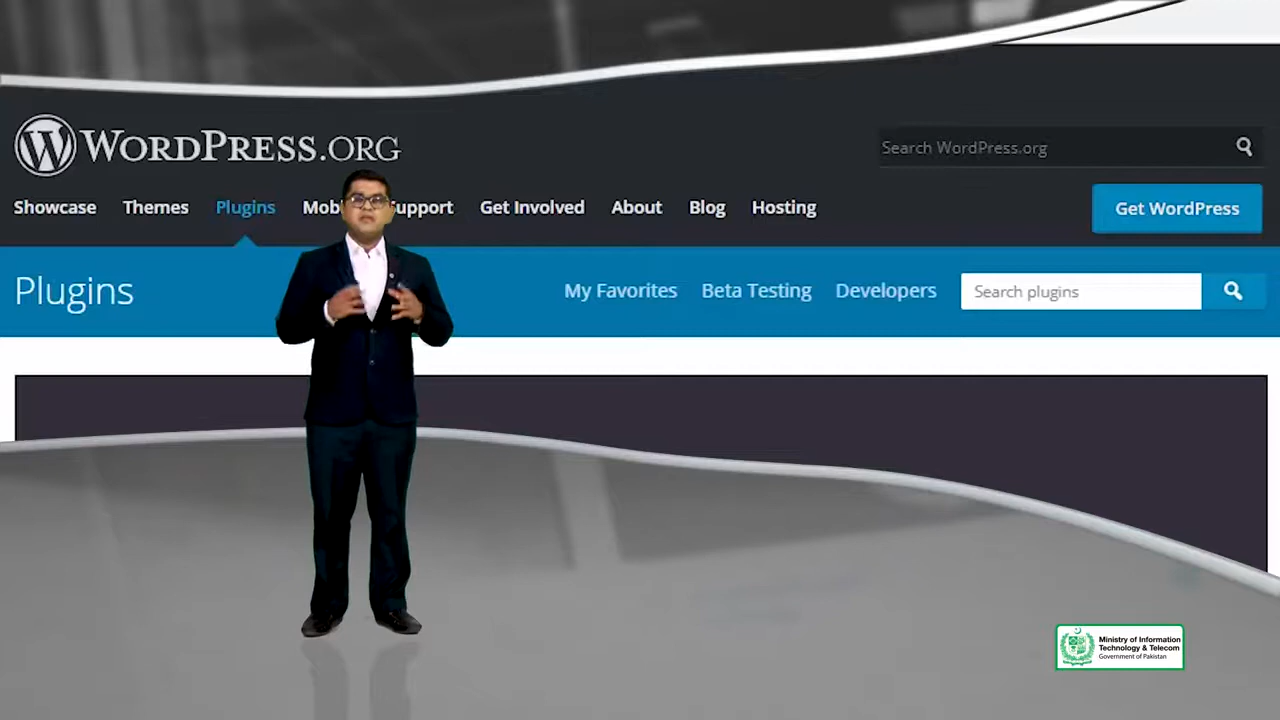 WORDPRESS.ORG
Search WordPress.org
Showcase Themes Plugins Mob upport Get Involved About Blog Hosting
Get WordPress
Plugins
My Favorites Beta Testing Developers
Search plugins
Ministry of Information
Technology & Telecom
Government of Pakistan